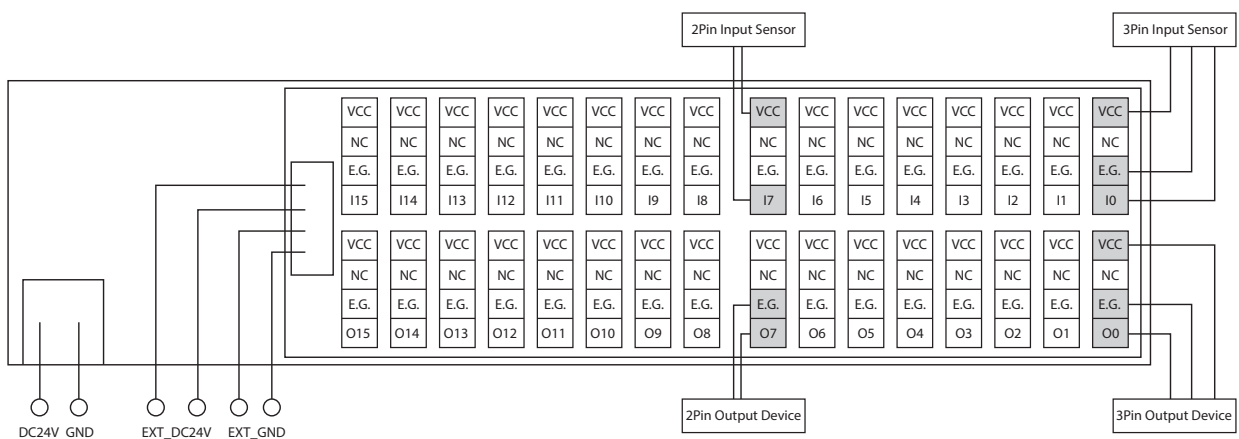 2Pin Input Sensor 3Pin Input Sensor
VCC VCC VCC VCC VCC VCC VCC VCC VCC VCC VCC VCC VCC VCC VCC VCC
NC NC NC NC NC NC NC NC NC NC NC NC NC NC NC NC
E.G. E.G. E.G. E.G. E.G. E.G. E.G. E.G. E.G. E.G. E.G. E.G. E.G. E.G. E.G. E.G.
I15 I14 I13 I12 I11 I10 I9 I8 I7 I6 I5 I4 I3 I2 I1 I0
VCC VCC VCC VCC VCC VCC VCC VCC VCC VCC VCC VCC VCC VCC VCC VCC
NC NC NC NC NC NC NC NC NC NC NC NC NC NC NC NC
E.G. E.G. E.G. E.G. E.G. E.G. E.G. E.G. E.G. E.G. E.G. E.G. E.G. E.G. E.G. E.G.
O15 O14 O13 O12 O11 O10 O9 O8 O7 O6 O5 O4 O3 O2 O1 O0
2Pin Output Device 3Pin Output Device
DC24V GND EXT_DC24V EXT_GND